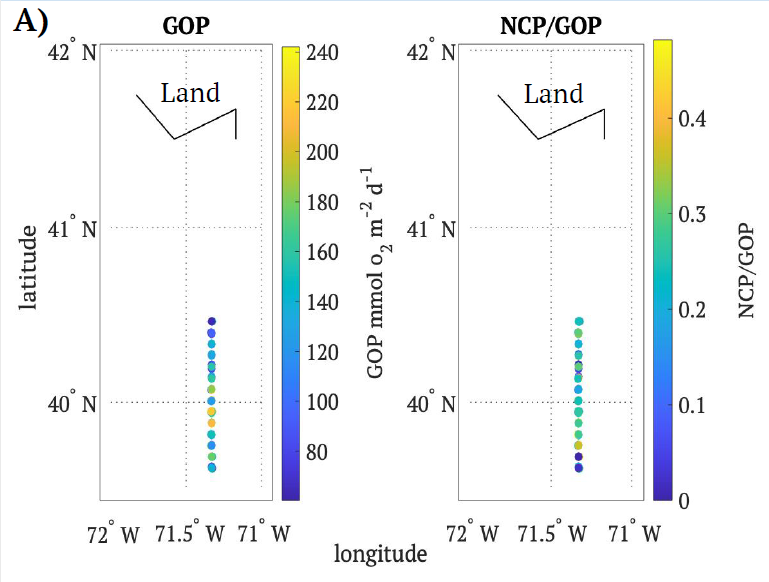 A)
GOP
42° N
41° N
40° N
latitude
Land
72° W 71.5° W 71° W
240
220
200
180
160
140
120
100
80
GOP mmol o2 m-2 d-1
NCP/GOP
42° N
41° N
40° N
Land
72° W 71.5° W 71° W
0.4
0.3
0.2
0.1
0
NCP/GOP
longitude